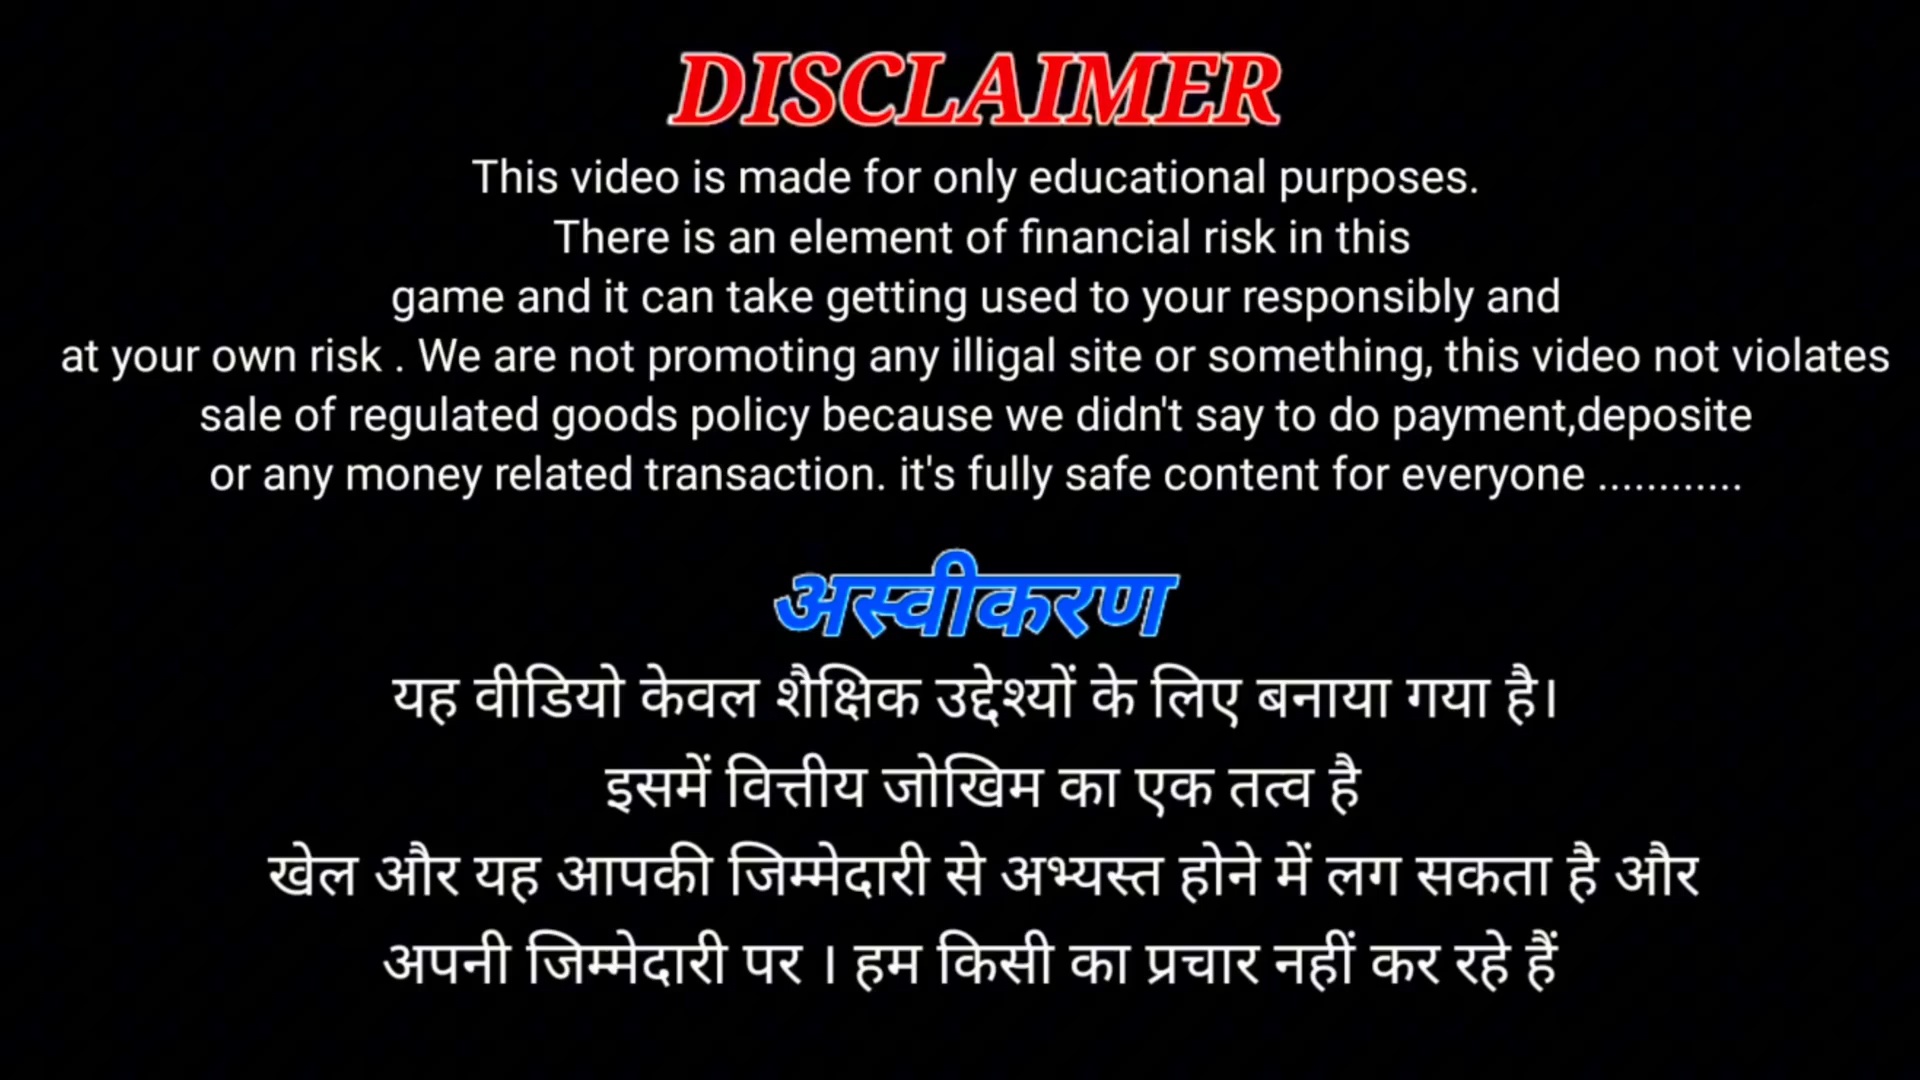 DISCLAIMER
This video is made for only educational purposes.
There is an element of financial risk in this
game and it can take getting used to your responsibly and
at your own risk . We are not promoting any illigal site or something, this video not violates
sale of regulated goods policy because we didn't say to do payment,deposite
or any money related transaction. it's fully safe content for everyone ............
अस्वीकरण
यह वीडियो केवल शैक्षिक उद्देश्यों के लिए बनाया गया है।
इसमें वित्तीय जोखिम का एक तत्व है
खेल और यह आपकी जिम्मेदारी से अभ्यस्त होने में लग सकता है और
अपनी जिम्मेदारी पर । हम किसी का प्रचार नहीं कर रहे हैं